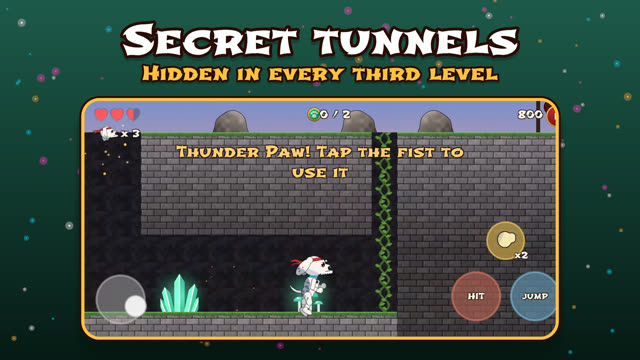 Secret tunnels
Hidden in every third level
0 / 2
800
x 3
Thunder Paw! Tap the fist to
use it
x2
HIT
JUMP